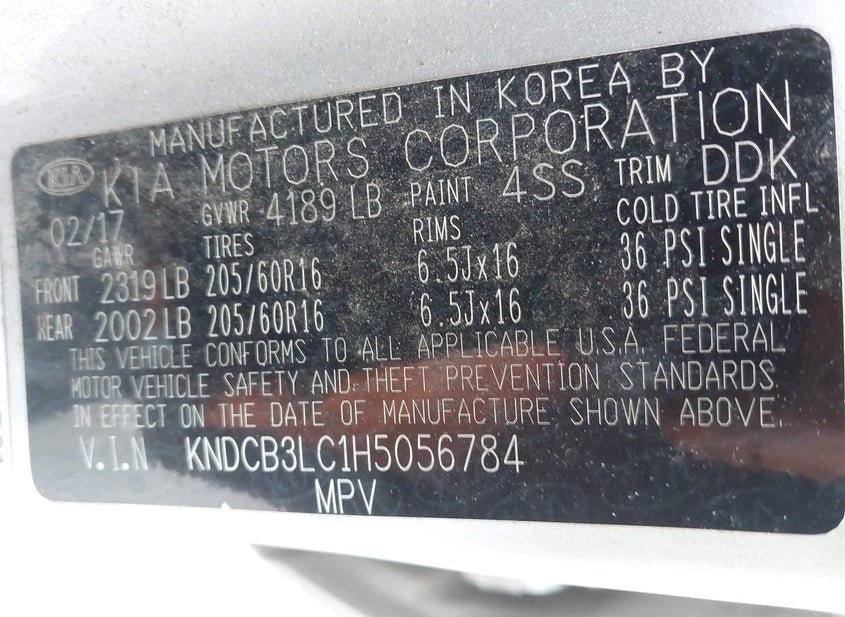 MANUFACTURED IN KOREA BY
KIA KIA MOTORS CORPORATION
02/17 GVWR 4189 LB PAINT 4SS TRIM DDK
GAWR TIRES RIMS COLD TIRE INFL
FRONT 2319 LB 205/60R16 6.5Jx16 36 PSI SINGLE
REAR 2002 LB 205/60R16 6.5Jx16 36 PSI SINGLE
THIS VEHICLE CONFORMS TO ALL APPLICABLE U.S.A. FEDERAL
MOTOR VEHICLE SAFETY AND THEFT PREVENTION STANDARDS
IN EFFECT ON THE DATE OF MANUFACTURE SHOWN ABOVE.
V.I.N KNDCB3LC1H5056784
MPV